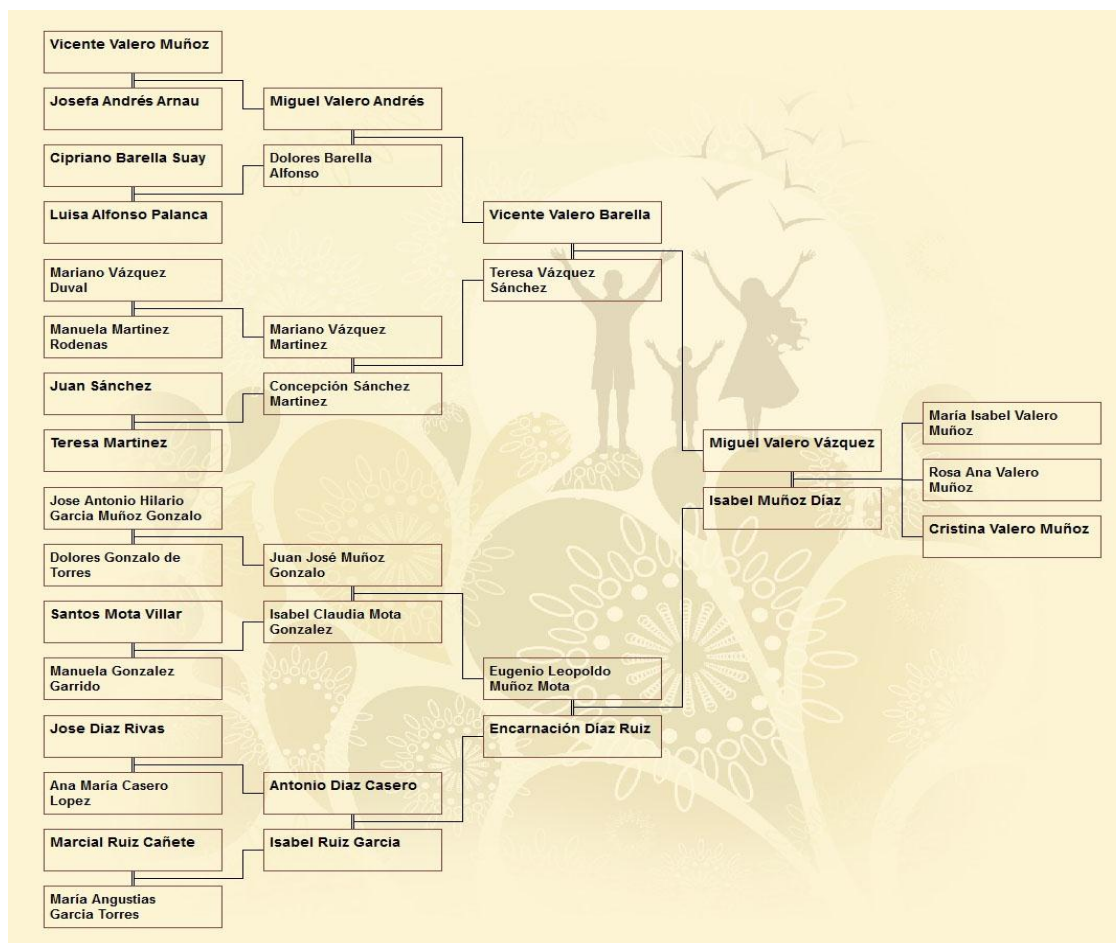 Vicente Valero Muñoz
Josefa Andrés Arnau
Cipriano Barella Suay
Luisa Alfonso Palanca
Mariano Vázquez
Duval
Manuela Martinez
Rodenas
Juan Sánchez
Teresa Martinez
Jose Antonio Hilario
Garcia Muñoz Gonzalo
Dolores Gonzalo de
Torres
Santos Mota Villar
Manuela Gonzalez
Garrido
Jose Diaz Rivas
Ana María Casero
Lopez
Marcial Ruiz Cañete
María Angustias
Garcia Torres
Miguel Valero Andrés
Dolores Barella
Alfonso
Mariano Vázquez
Martinez
Concepción Sánchez
Martinez
Juan José Muñoz
Gonzalo
Isabel Claudia Mota
Gonzalez
Antonio Diaz Casero
Isabel Ruiz Garcia
Vicente Valero Barella
Teresa Vázquez
Sánchez
Eugenio Leopoldo
Muñoz Mota
Encarnación Díaz Ruiz
Miguel Valero Vázquez
Isabel Muñoz Díaz
María Isabel Valero
Muñoz
Rosa Ana Valero
Muñoz
Cristina Valero Muñoz